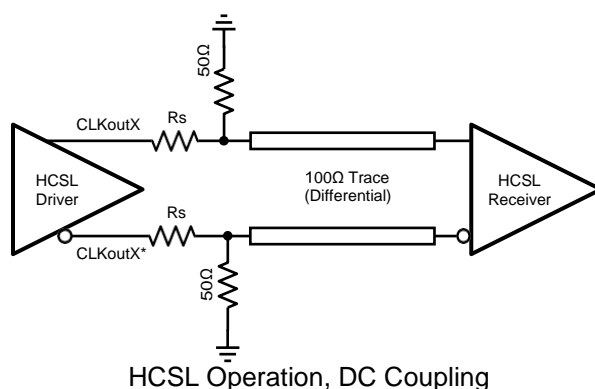 50Ω
CLKoutX
Rs
HCSL
Driver
100Ω Trace
(Differential)
HCSL
Receiver
Rs
CLKoutX*
50Ω
HCSL Operation, DC Coupling